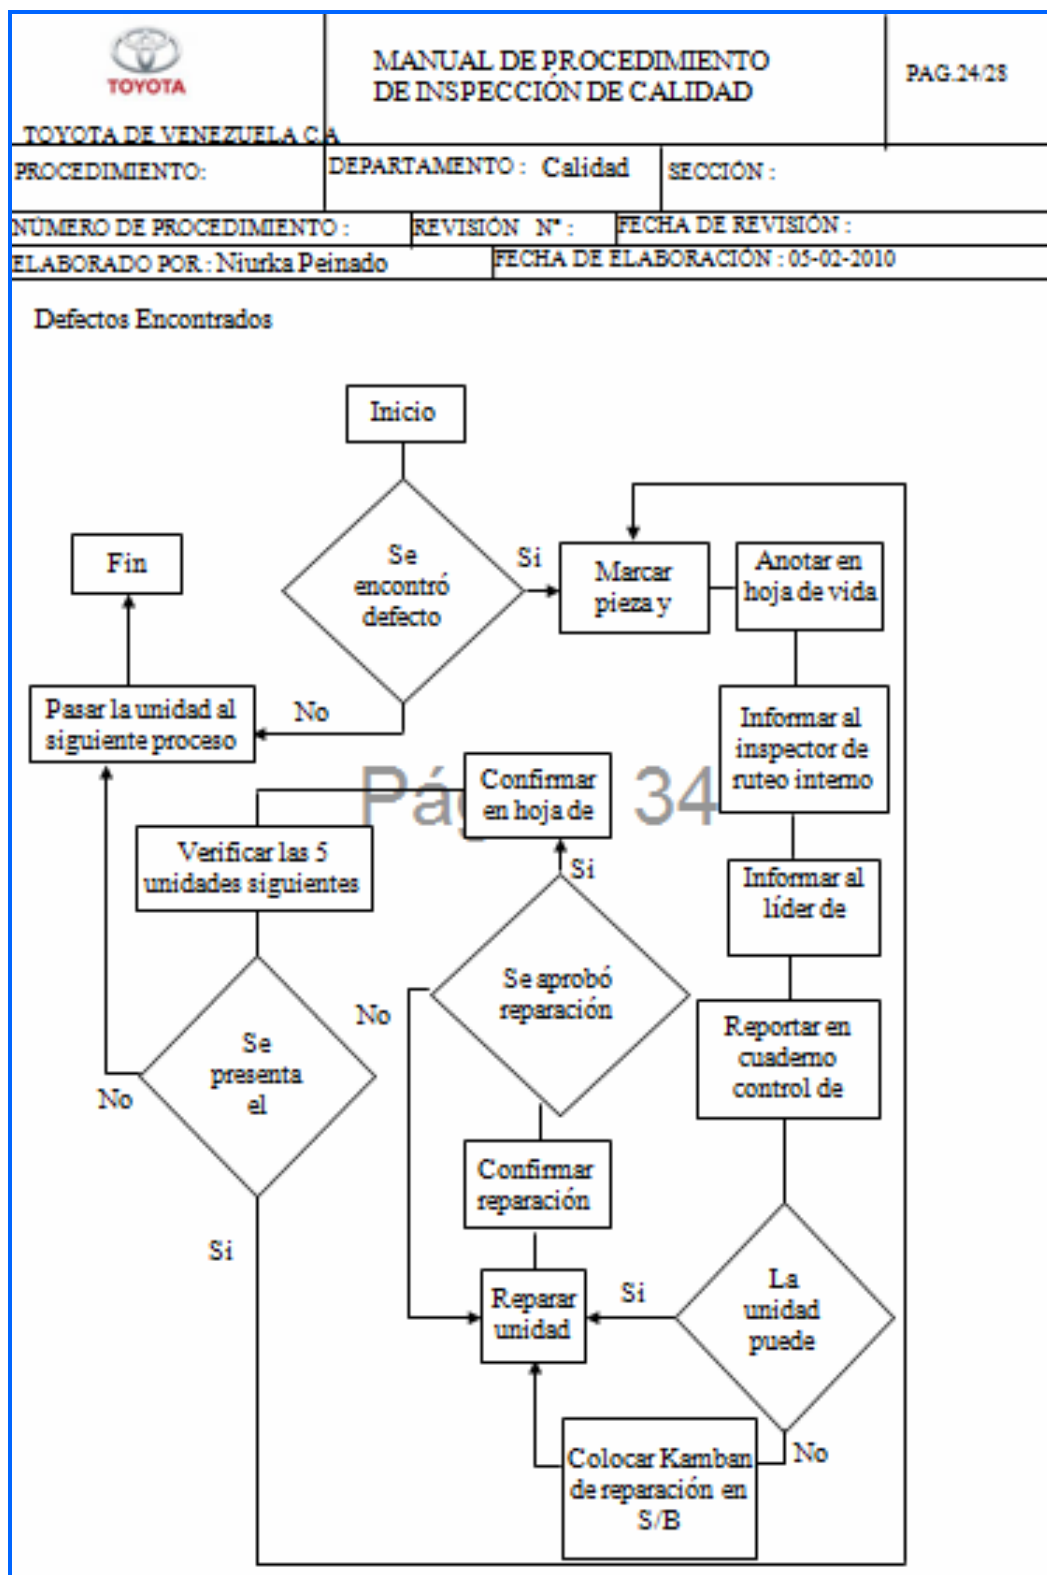 TOYOTA
TOYOTA DE VENEZUELA C.A
MANUAL DE PROCEDIMIENTO
DE INSPECCIÓN DE CALIDAD
PAG.24/28
PROCEDIMIENTO:
DEPARTAMENTO : Calidad
SECCIÓN :
NÚMERO DE PROCEDIMIENTO :
REVISIÓN N° :
FECHA DE REVISIÓN :
ELABORADO POR : Niurka Peinado
FECHA DE ELABORACIÓN : 05-02-2010
Defectos Encontrados
Inicio
Se
encontró
defecto
Si
Marcar
pieza y
Anotar en
hoja de vida
Fin
Pasar la unidad al
siguiente proceso
No
Informar al
inspector de
ruteo interno
Confirmar
en hoja de
34
Verificar las 5
unidades siguientes
Si
Informar al
líder de
Se aprobó
reparación
No
Reportar en
cuaderno
control de
Se
presenta
el
No
Confirmar
reparación
Si
Reparar
unidad
Si
La
unidad
puede
No
Colocar Kamban
de reparación en
S/B